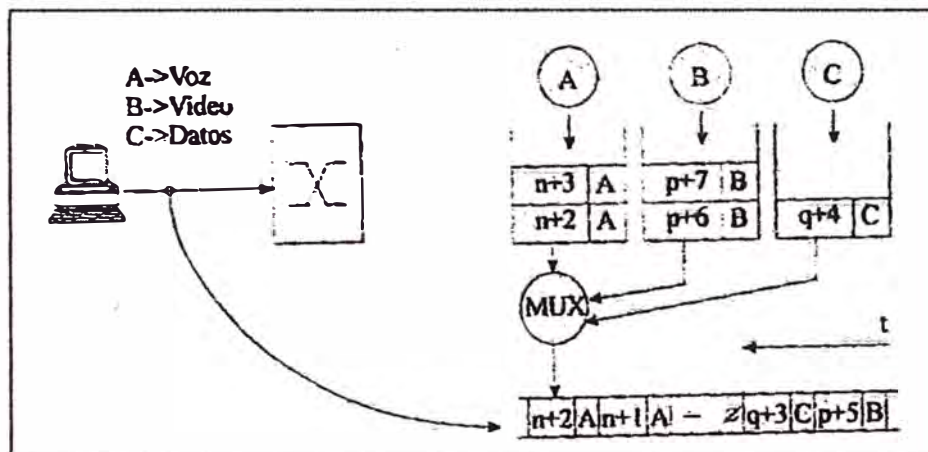 A->Voz
B->Video
C->Datos
A B C
n+3 A p+7 B
n+2 A p+6 B q+4 C
MUX
t
n+2 A n+1 A - z q+3 C p+5 B